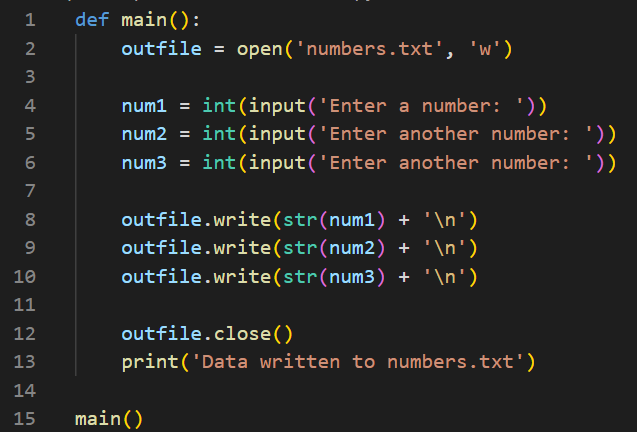 1 def main():
2     outfile = open('numbers.txt', 'w')
3
4     num1 = int(input('Enter a number: '))
5     num2 = int(input('Enter another number: '))
6     num3 = int(input('Enter another number: '))
7
8     outfile.write(str(num1) + '\n')
9     outfile.write(str(num2) + '\n')
10     outfile.write(str(num3) + '\n')
11
12     outfile.close()
13     print('Data written to numbers.txt')
14
15 main()